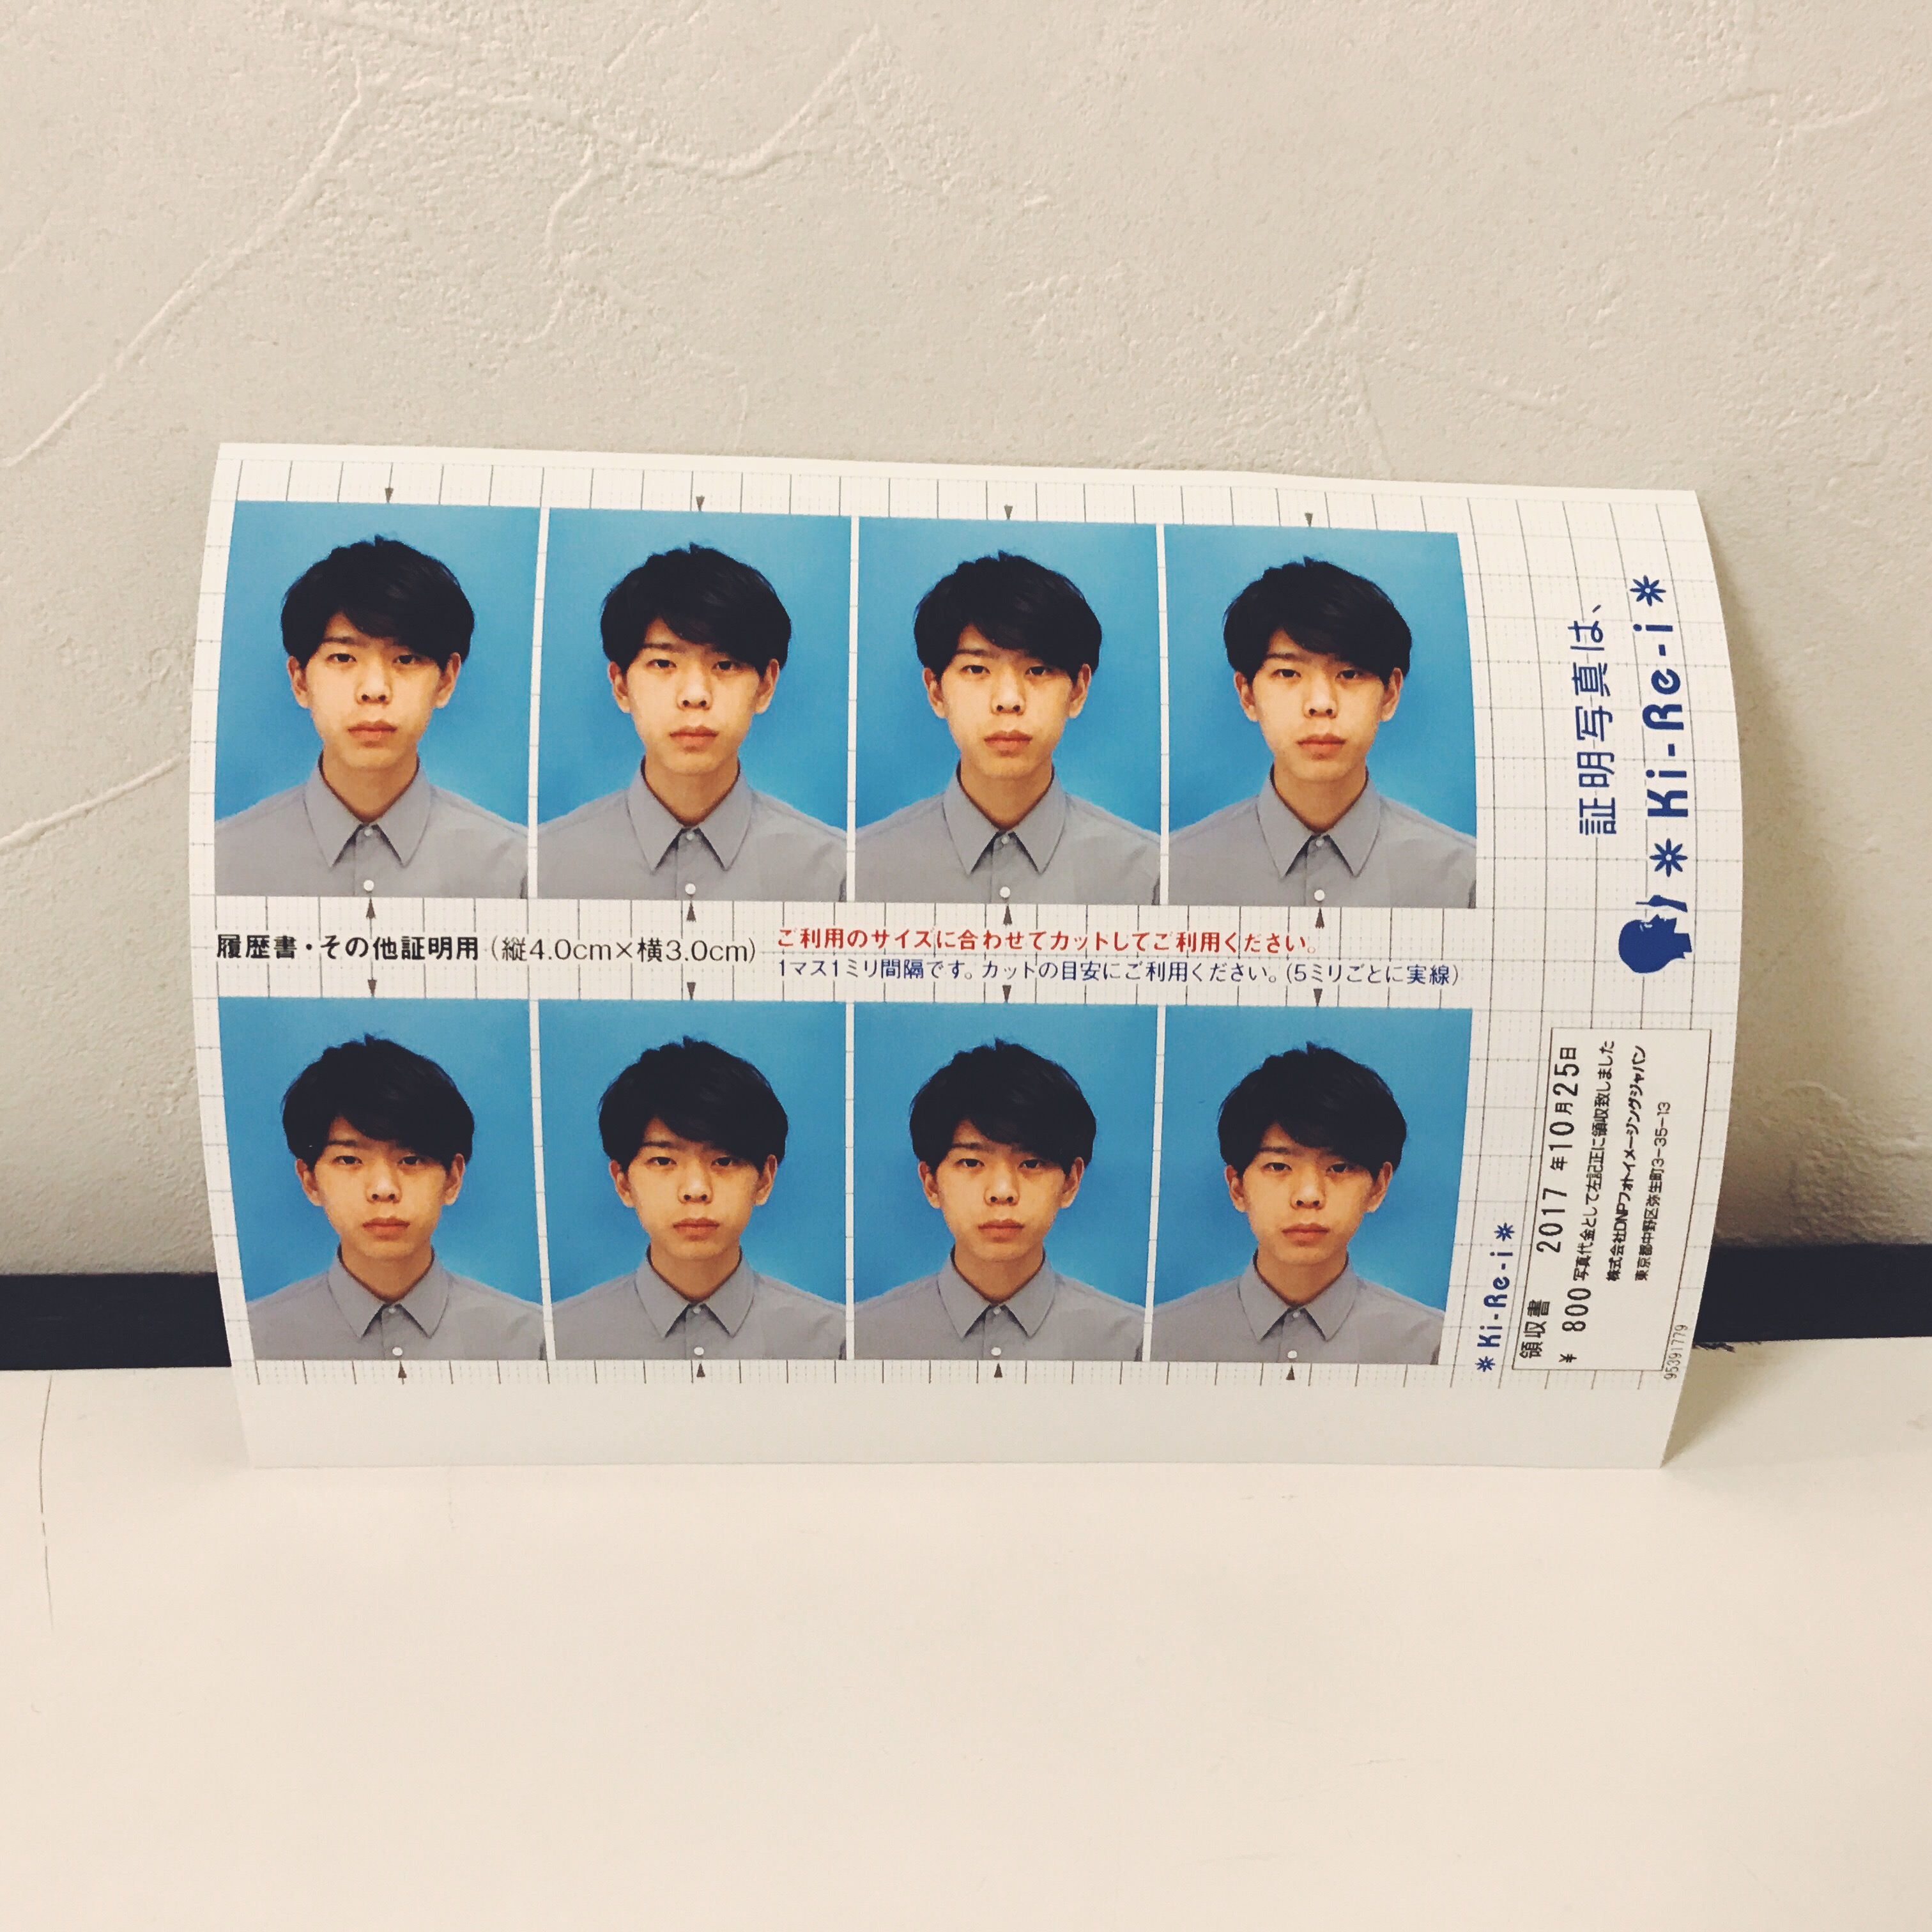 履歴書・その他証明用(縦4.0cm×横3.0cm)
ご利用のサイズに合わせてカットしてご利用ください。
1マス1ミリ間隔です。カットの目安にご利用ください。(5ミリごとに実線)
証明写真は、
Ki-Re-i
Ki-Re-i
領収書 2017年10月25日
¥ 800 写真代金として左記正に領収致しました
株式会社DNPフォトイメージングジャパン
東京都中野区弥生町3-35-13
95391779